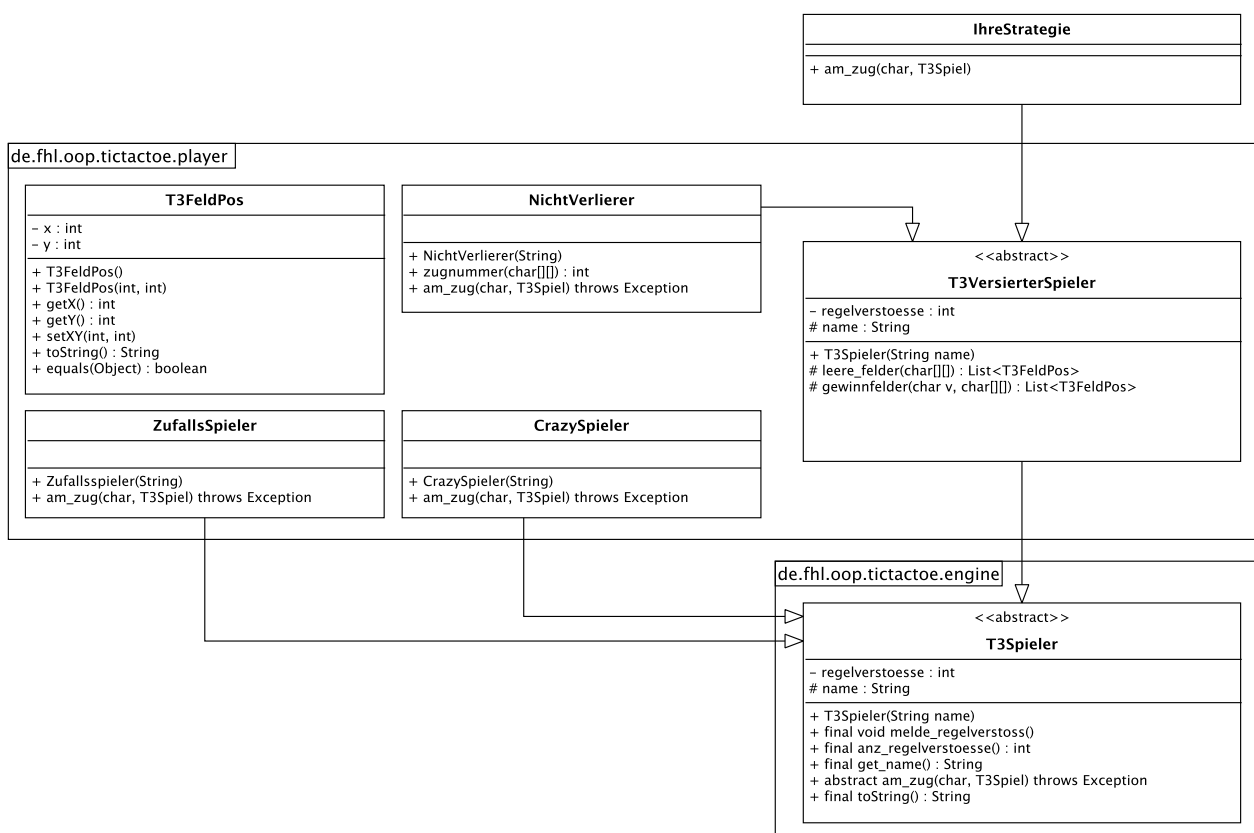 IhreStrategie
+ am_zug(char, T3Spiel)
de.fhl.oop.tictactoe.player
T3FeldPos
– x : int
– y : int
+ T3FeldPos()
+ T3FeldPos(int, int)
+ getX() : int
+ getY() : int
+ setXY(int, int)
+ toString() : String
+ equals(Object) : boolean
NichtVerlierer
+ NichtVerlierer(String)
+ zugnummer(char[][]) : int
+ am_zug(char, T3Spiel) throws Exception
<<abstract>>
T3VersierterSpieler
– regelverstoesse : int
# name : String
+ T3Spieler(String name)
# leere_felder(char[][]) : List<T3FeldPos>
# gewinnfelder(char v, char[][]) : List<T3FeldPos>
ZufallsSpieler
+ Zufallsspieler(String)
+ am_zug(char, T3Spiel) throws Exception
CrazySpieler
+ CrazySpieler(String)
+ am_zug(char, T3Spiel) throws Exception
de.fhl.oop.tictactoe.engine
<<abstract>>
T3Spieler
– regelverstoesse : int
# name : String
+ T3Spieler(String name)
+ final void melde_regelverstoss()
+ final anz_regelverstoesse() : int
+ final get_name() : String
+ abstract am_zug(char, T3Spiel) throws Exception
+ final toString() : String